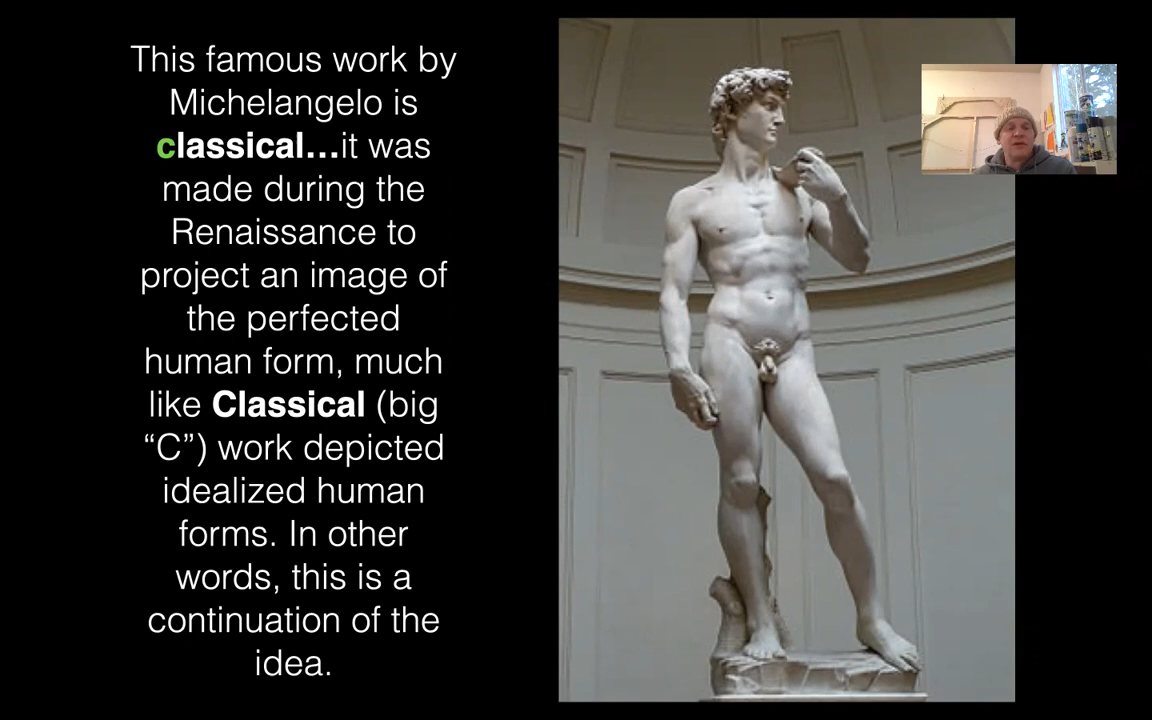 This famous work by
Michelangelo is
classical...it was
made during the
Renaissance to
project an image of
the perfected
human form, much
like Classical (big
“C”) work depicted
idealized human
forms. In other
words, this is a
continuation of the
idea.